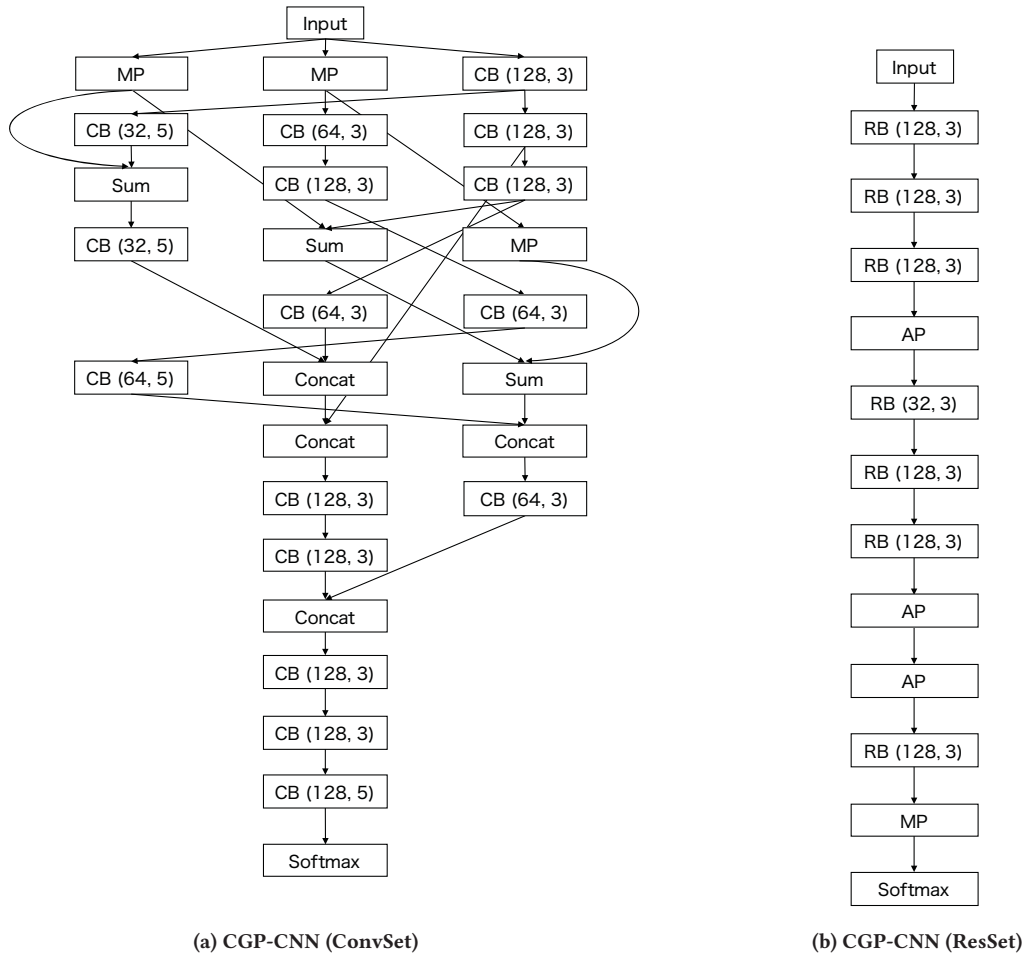 Input
MP
MP
CB (128, 3)
CB (32, 5)
CB (64, 3)
CB (128, 3)
Sum
CB (128, 3)
CB (128, 3)
CB (32, 5)
Sum
MP
CB (64, 3)
CB (64, 3)
CB (64, 5)
Concat
Sum
Concat
Concat
CB (128, 3)
CB (64, 3)
CB (128, 3)
Concat
CB (128, 3)
CB (128, 3)
CB (128, 5)
Softmax
(a) CGP-CNN (ConvSet)
Input
RB (128, 3)
RB (128, 3)
RB (128, 3)
AP
RB (32, 3)
RB (128, 3)
RB (128, 3)
AP
AP
RB (128, 3)
MP
Softmax
(b) CGP-CNN (ResSet)